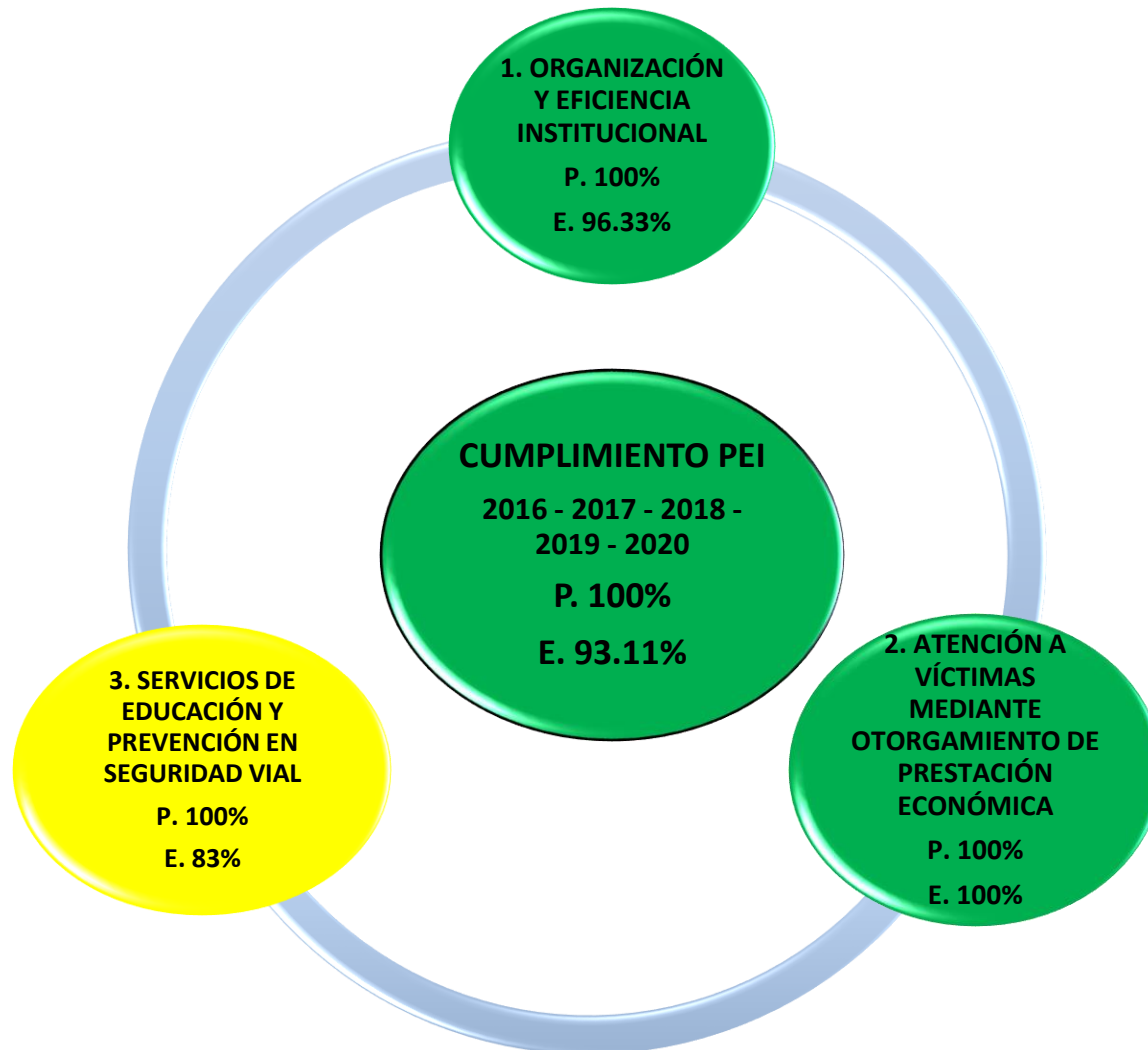 1. ORGANIZACIÓN
Y EFICIENCIA
INSTITUCIONAL
P. 100%
E. 96.33%
CUMPLIMIENTO PEI
2016 - 2017 - 2018 -
2019 - 2020
P. 100%
E. 93.11%
2. ATENCIÓN A
VÍCTIMAS
MEDIANTE
OTORGAMIENTO DE
PRESTACIÓN
ECONÓMICA
P. 100%
E. 100%
3. SERVICIOS DE
EDUCACIÓN Y
PREVENCIÓN EN
SEGURIDAD VIAL
P. 100%
E. 83%